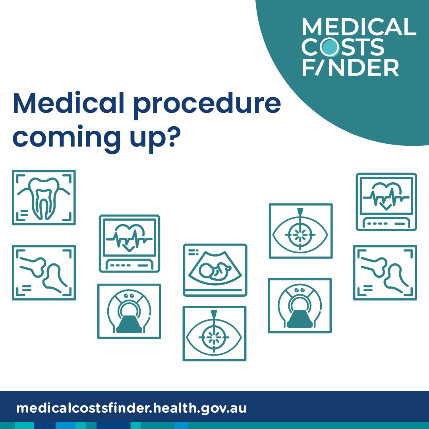 MEDICAL
COSTS
FINDER
Medical procedure
coming up?
medicalcostsfinder.health.gov.au